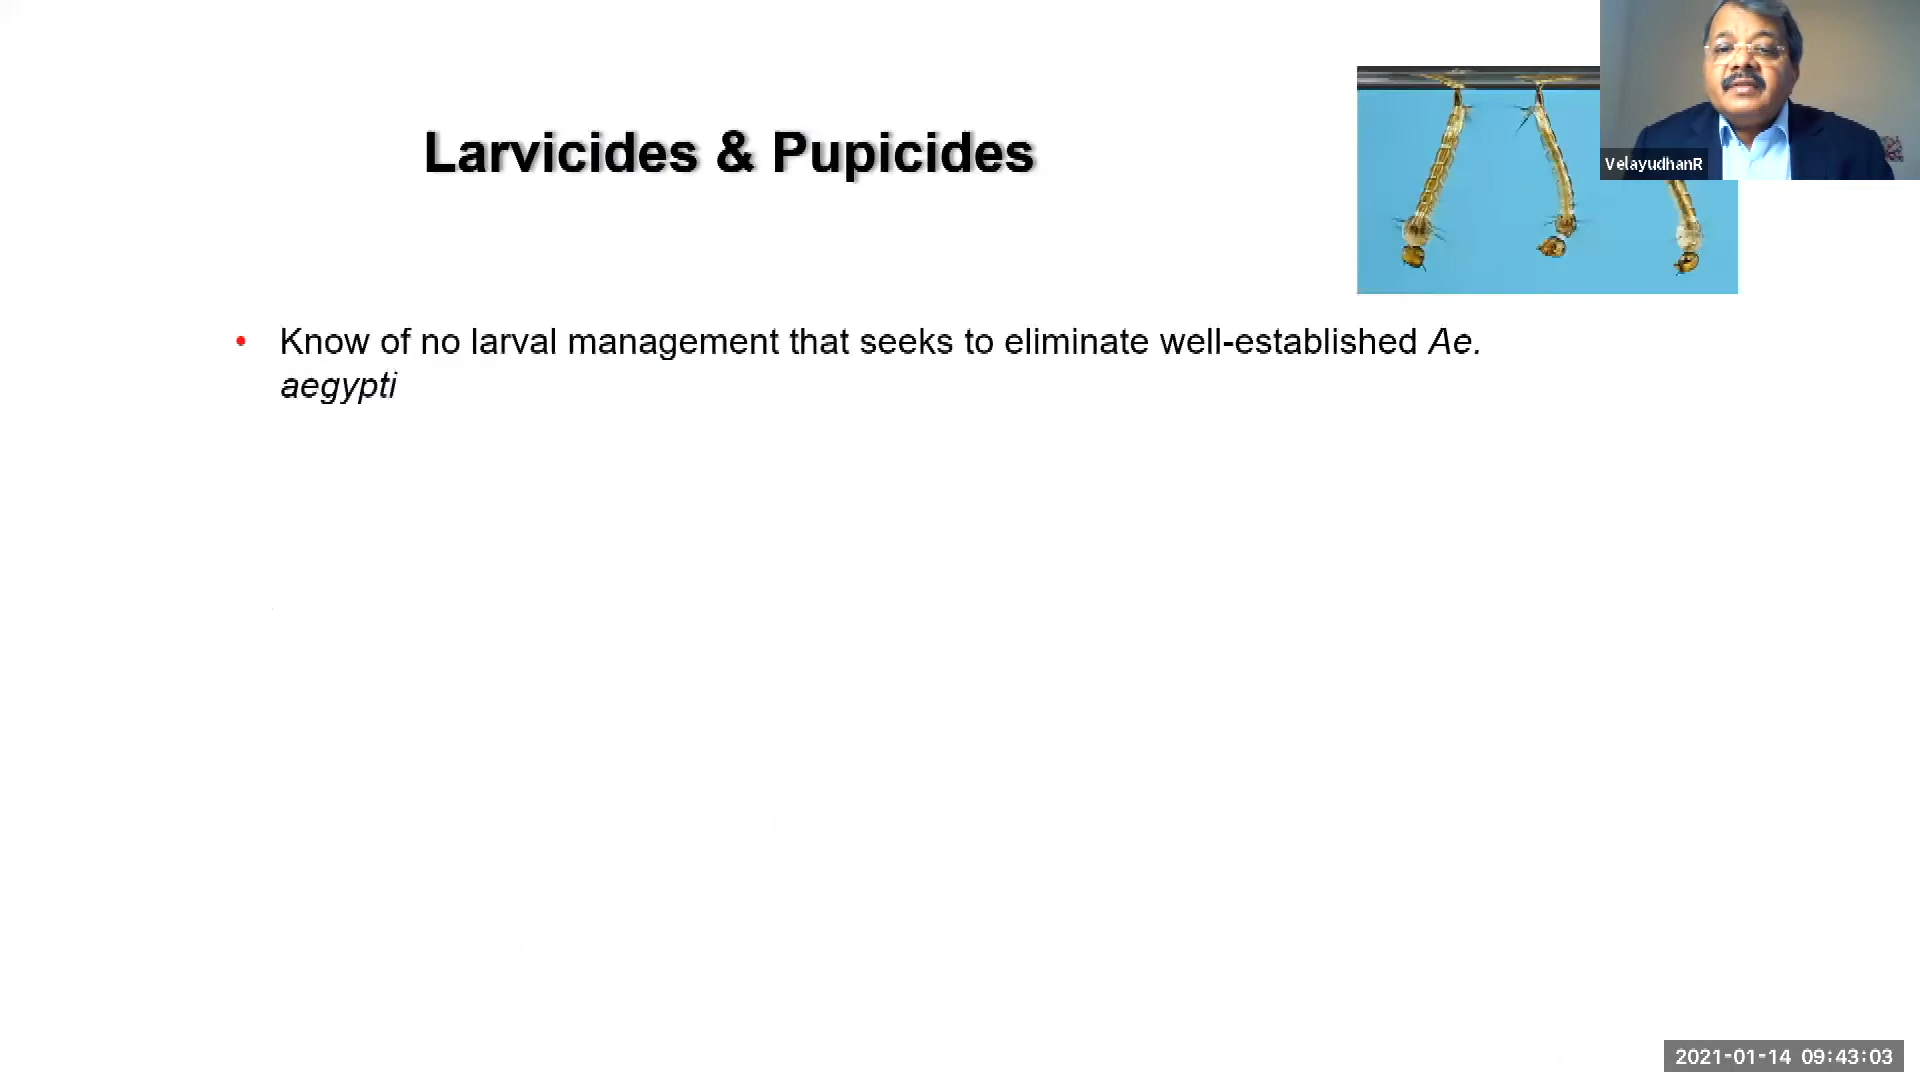 VelayudhanR
Larvicides & Pupicides
• Know of no larval management that seeks to eliminate well-established Ae.
aegypti
2021-01-14 09:43:03